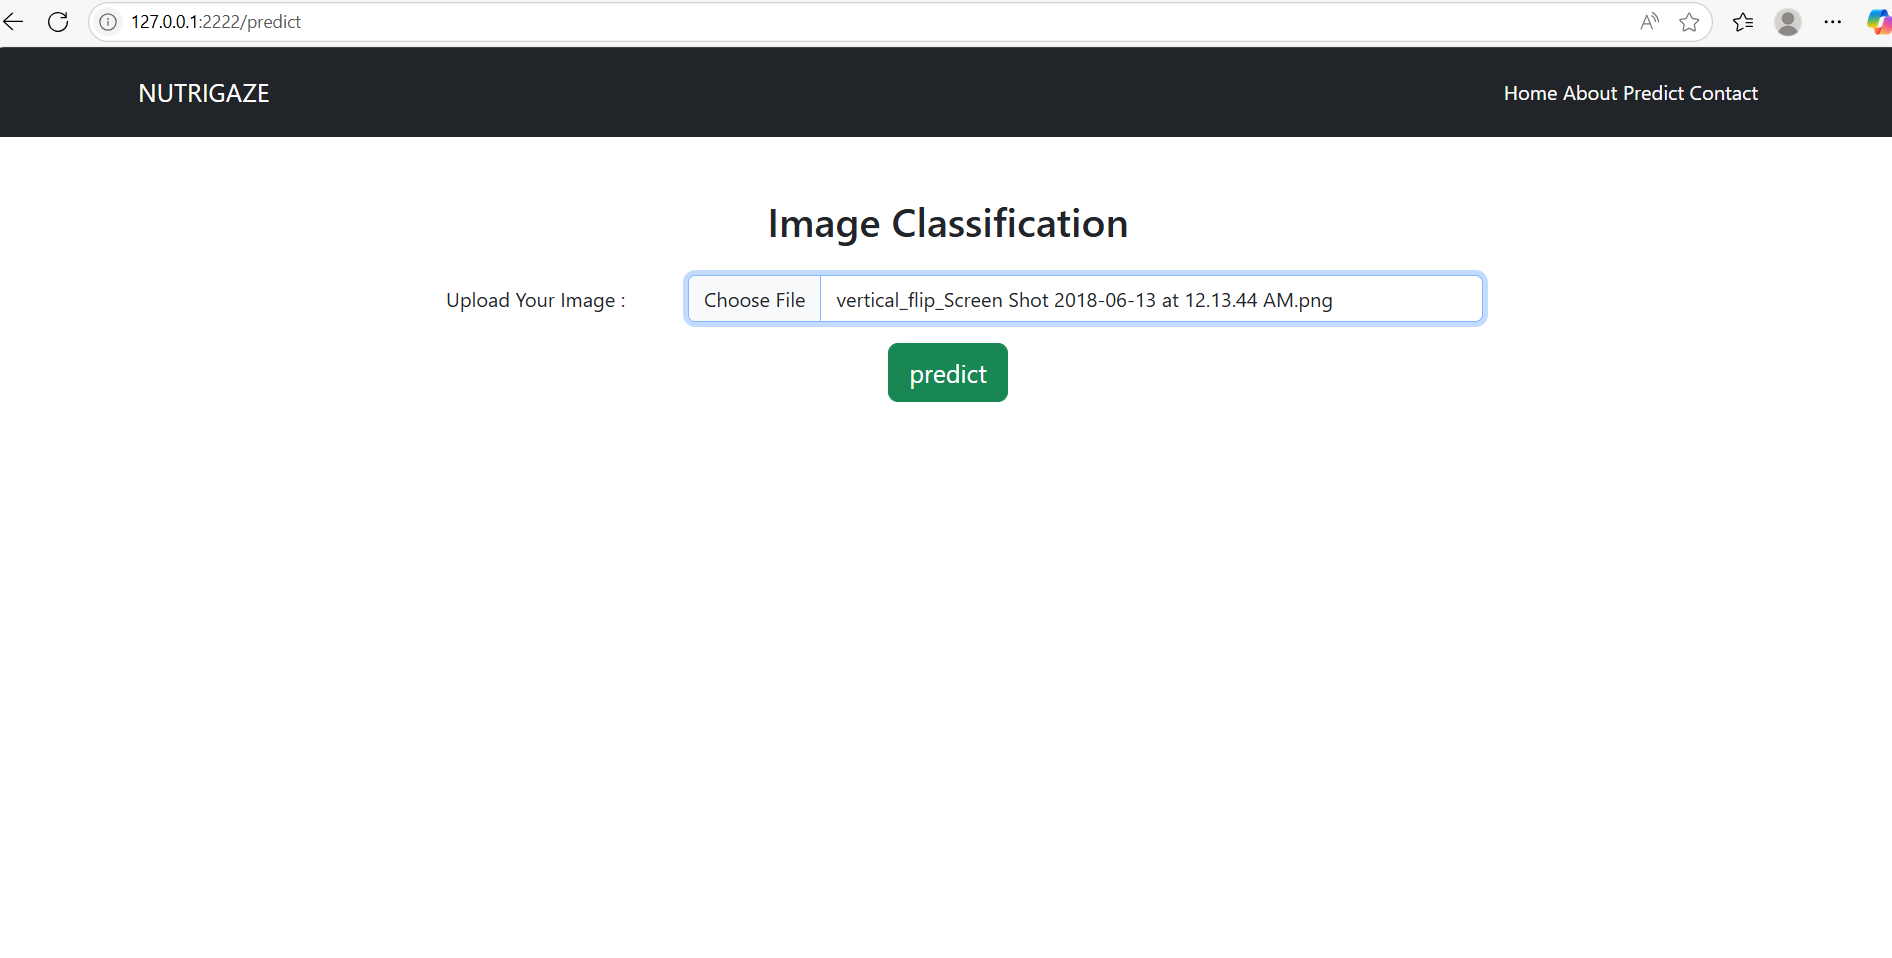 127.0.0.1:2222/predict
NUTRIGAZE
Home About Predict Contact
Image Classification
Upload Your Image :
Choose File vertical_flip_Screen Shot 2018-06-13 at 12.13.44 AM.png
predict